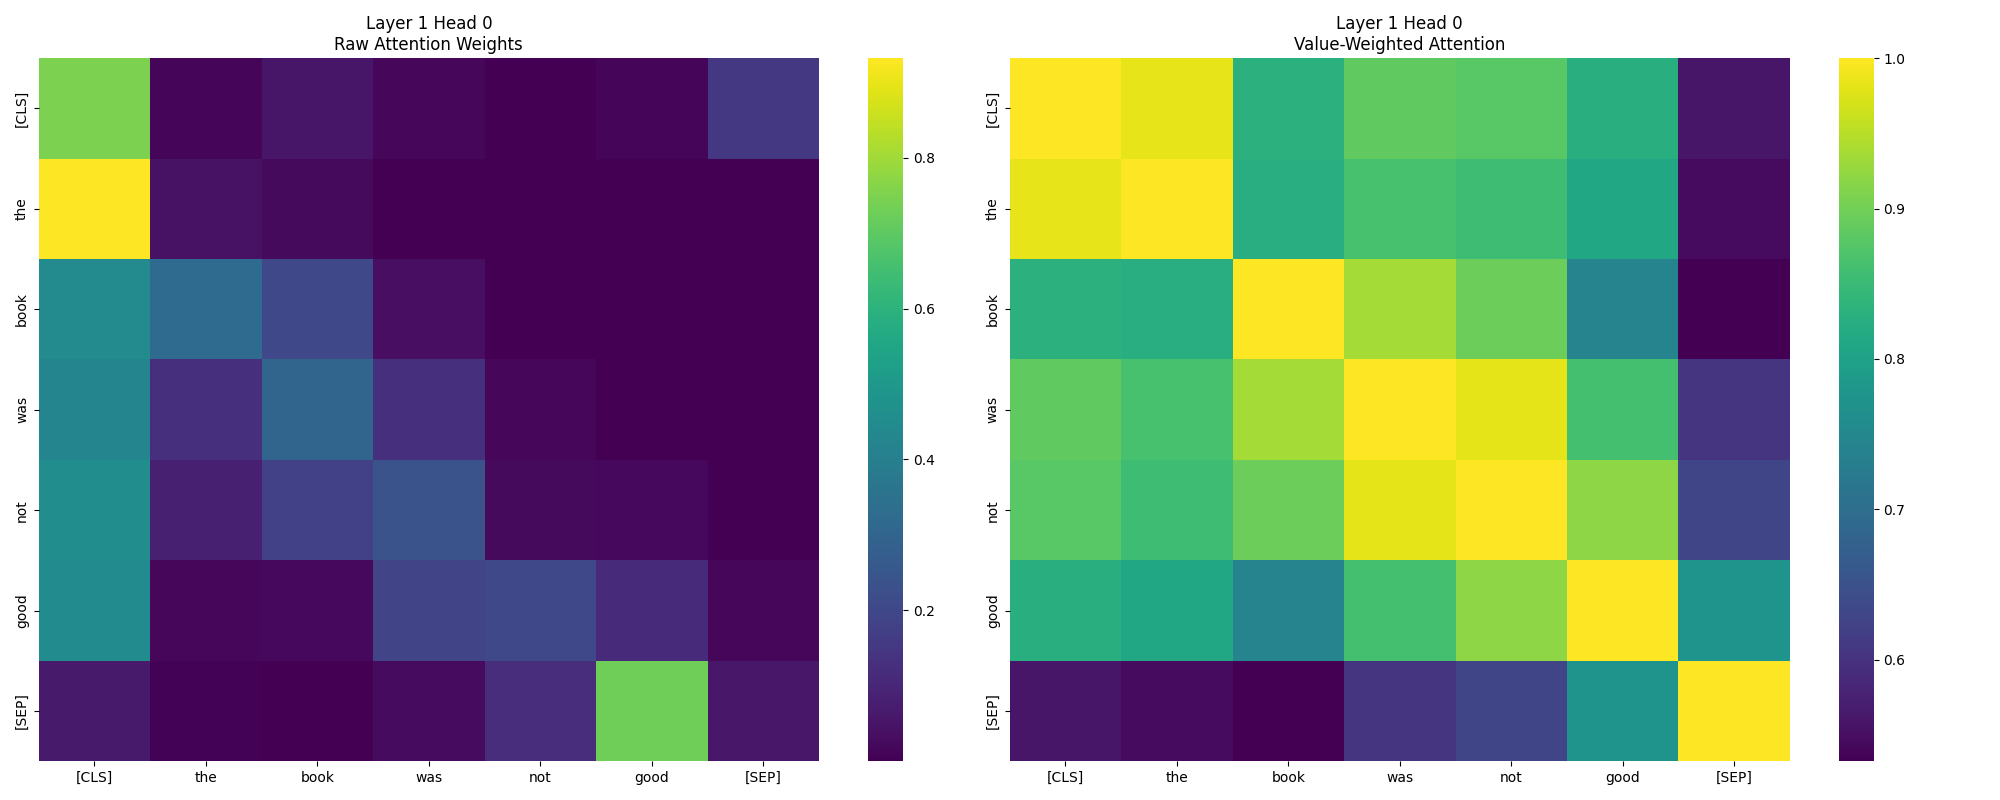 Layer 1 Head 0
Raw Attention Weights
[CLS]
the
book
was
not
good
[SEP]
[CLS] the book was not good [SEP]
0.8
0.6
0.4
0.2
Layer 1 Head 0
Value-Weighted Attention
[CLS]
the
book
was
not
good
[SEP]
[CLS] the book was not good [SEP]
1.0
0.9
0.8
0.7
0.6